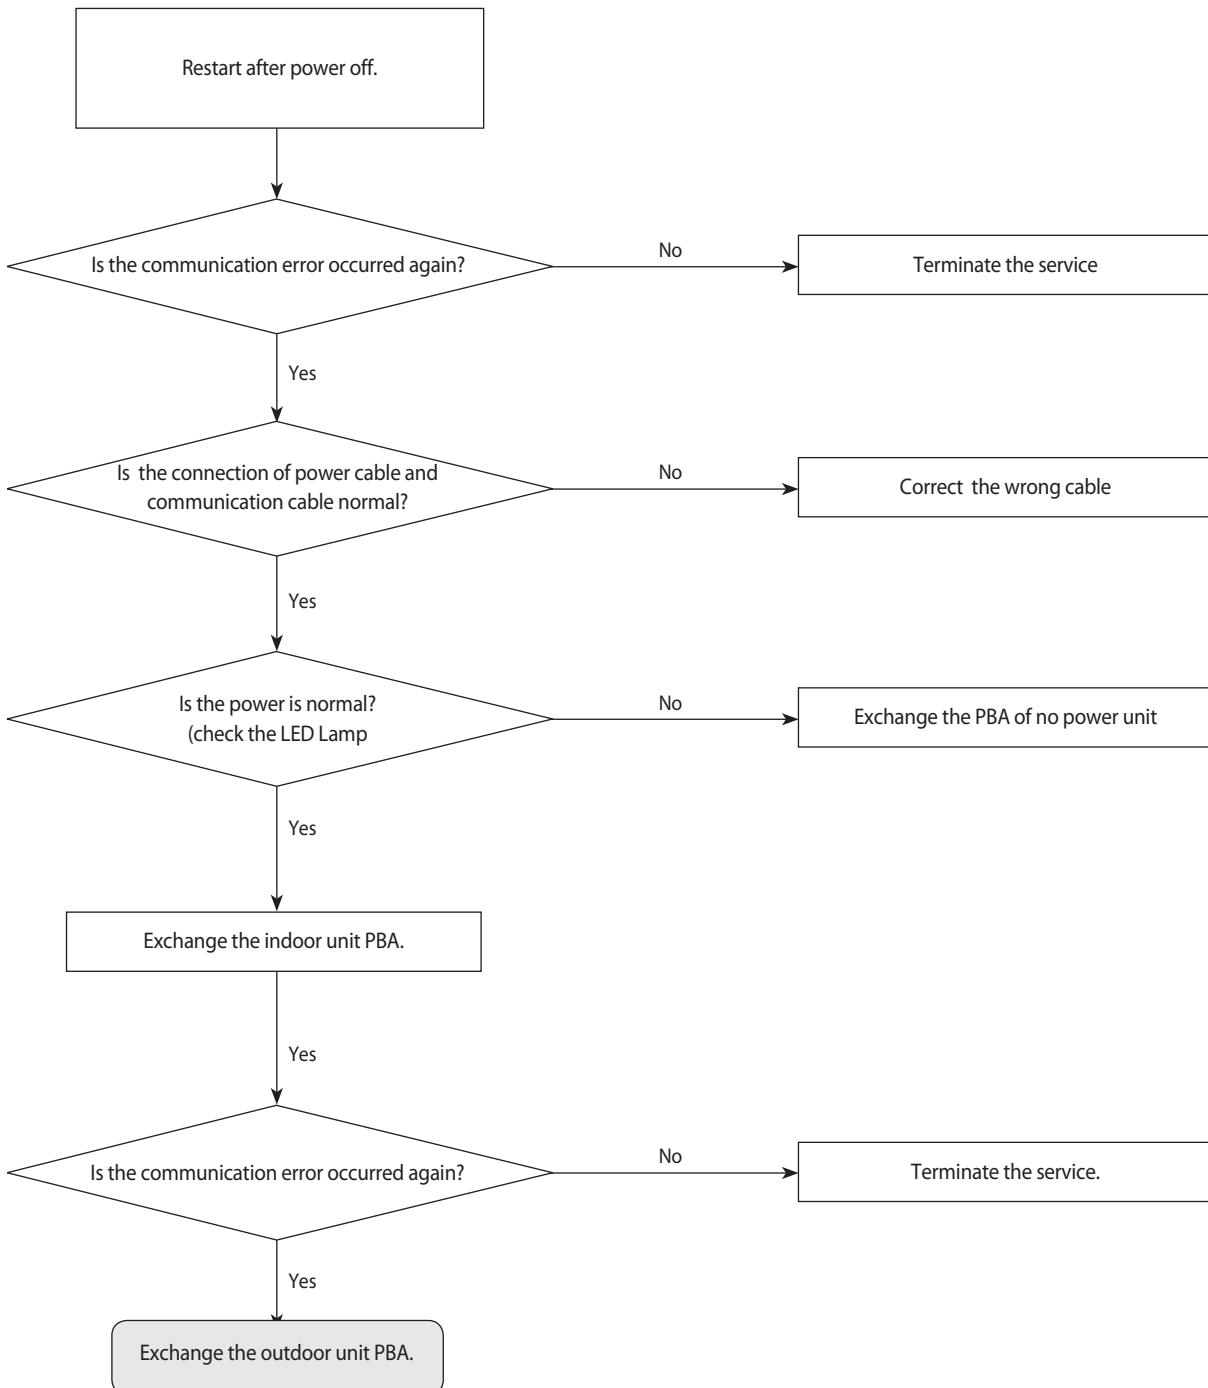 Restart after power off.
Is the communication error occurred again?
No
Terminate the service
Yes
Is  the connection of power cable and
communication cable normal?
No
Correct  the wrong cable
Yes
Is the power is normal?
(check the LED Lamp
No
Exchange the PBA of no power unit
Yes
Exchange the indoor unit PBA.
Yes
Is the communication error occurred again?
No
Terminate the service.
Yes
Exchange the outdoor unit PBA.